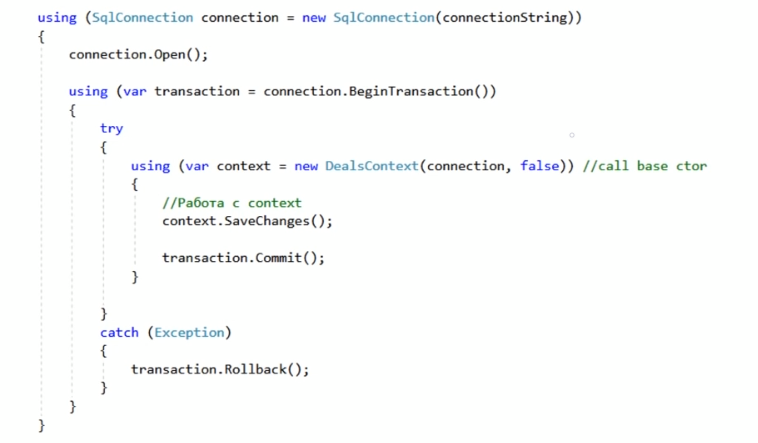 using (SqlConnection connection = new SqlConnection(connectionString))
{
    connection.Open();

    using (var transaction = connection.BeginTransaction())
    {
        try
        {
            using (var context = new DealsContext(connection, false)) //call base ctor
            {
                //Работа с context
                context.SaveChanges();

                transaction.Commit();
            }

        }
        catch (Exception)
        {
            transaction.Rollback();
        }
    }
}